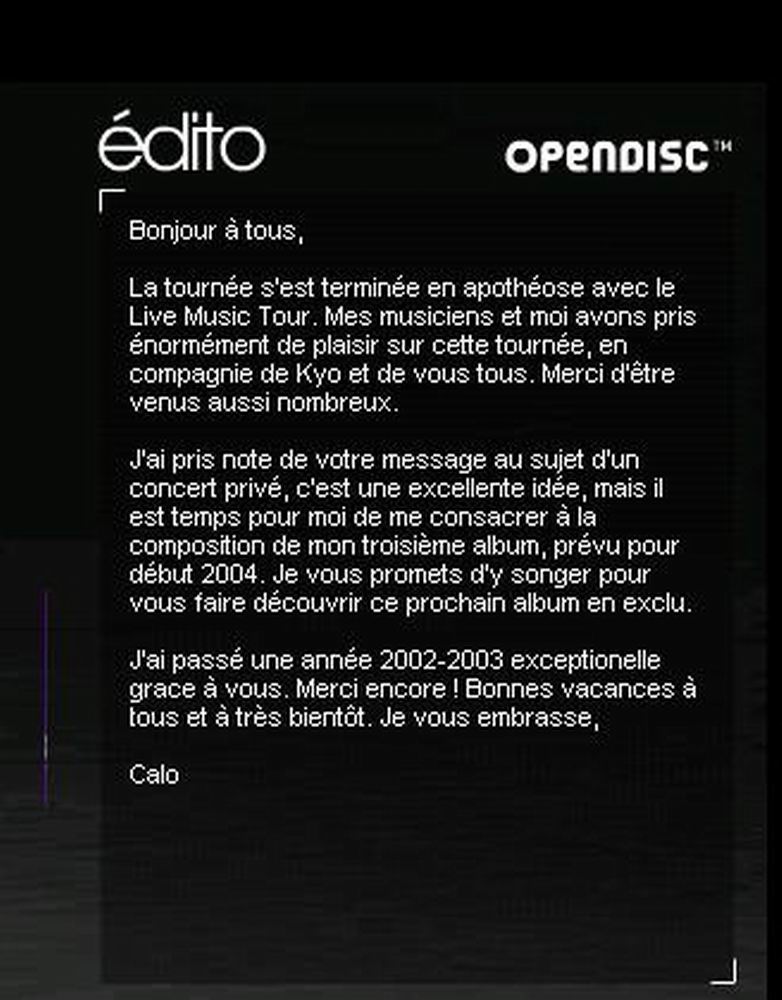 édito
OPENDISC™
Bonjour à tous,
La tournée s'est terminée en apothéose avec le
Live Music Tour. Mes musiciens et moi avons pris
énormément de plaisir sur cette tournée, en
compagnie de Kyo et de vous tous. Merci d'être
venus aussi nombreux.
J'ai pris note de votre message au sujet d'un
concert privé, c'est une excellente idée, mais il
est temps pour moi de me consacrer à la
composition de mon troisième album, prévu pour
début 2004. Je vous promets d'y songer pour
vous faire découvrir ce prochain album en exclu.
J'ai passé une année 2002-2003 exceptionelle
grace à vous. Merci encore ! Bonnes vacances à
tous et à très bientôt. Je vous embrasse,
Calo